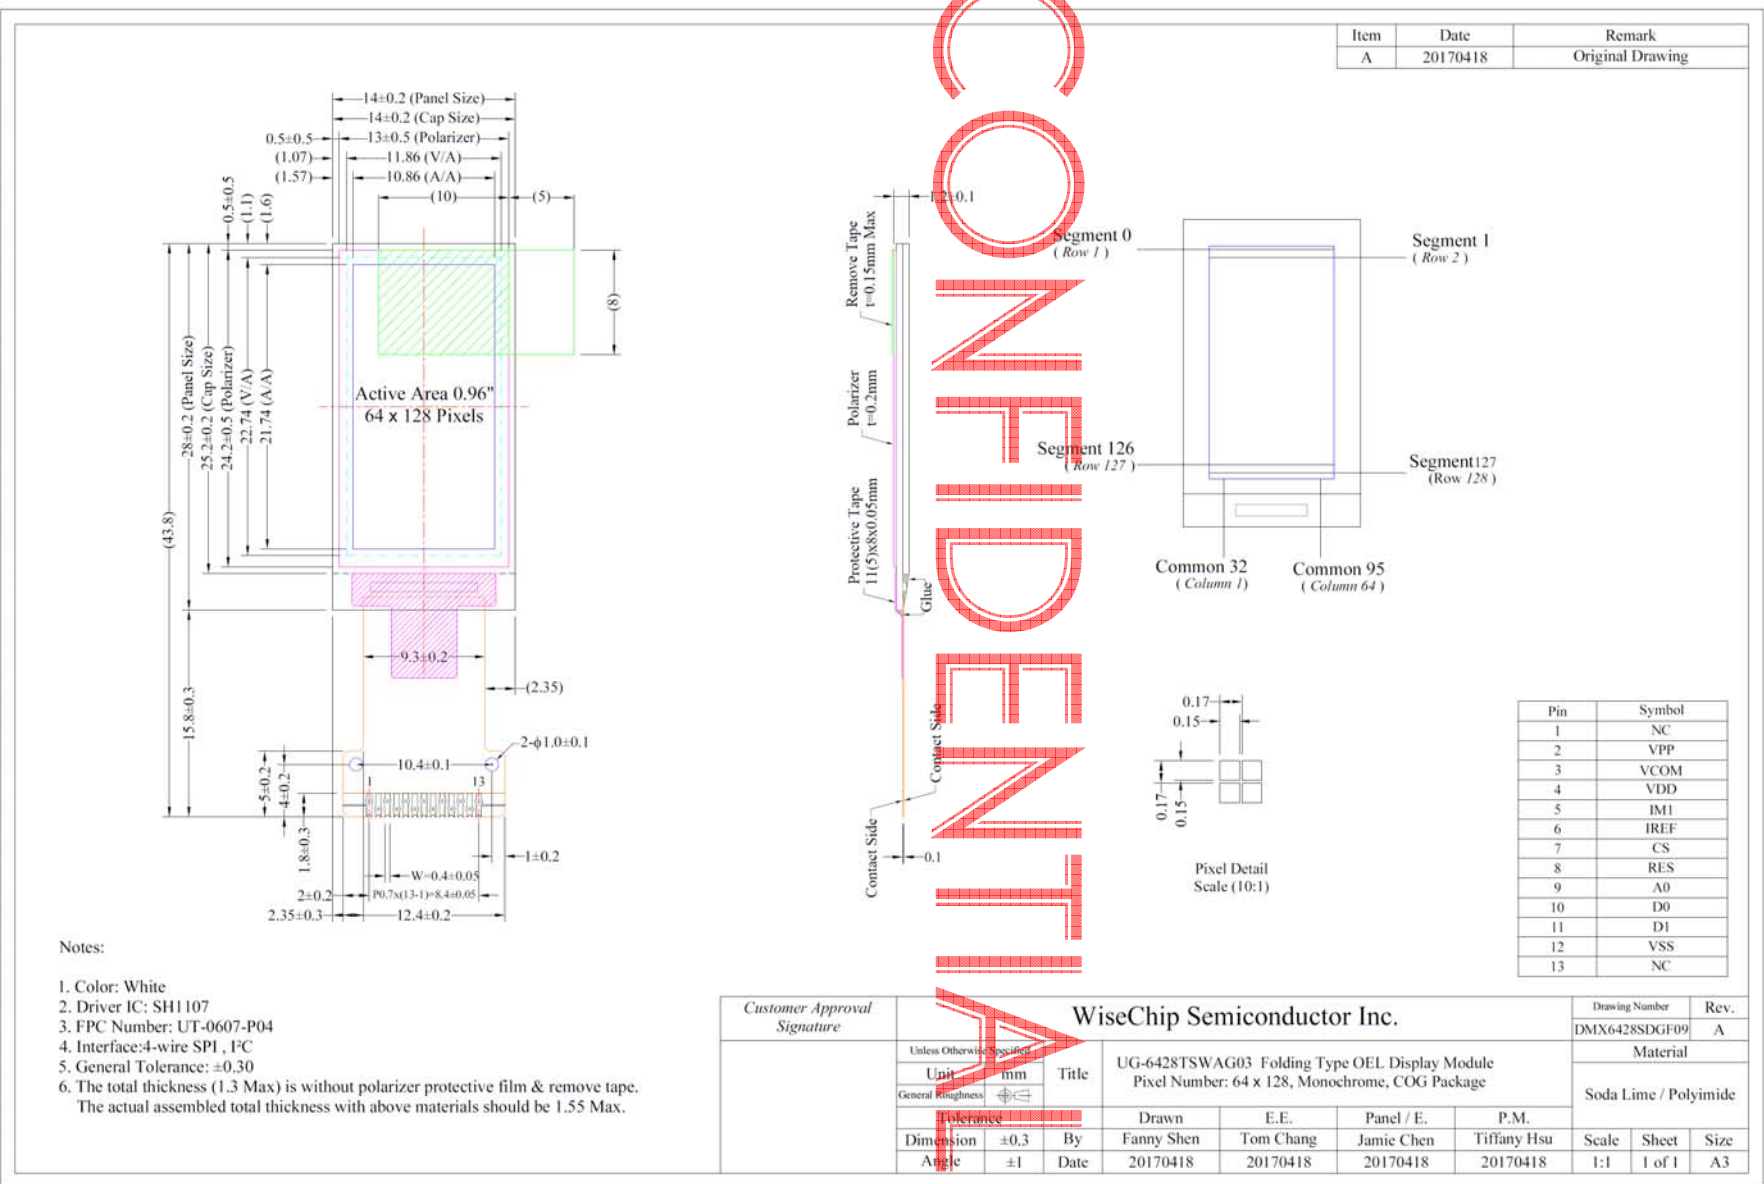 Item Date Remark
A 20170418 Original Drawing
14±0.2 (Panel Size)
14±0.2 (Cap Size)
0.5±0.5 13±0.5 (Polarizer)
(1.07) 11.86 (V/A)
(1.57) 10.86 (A/A)
(10) (5)
0.5±0.5
(1.1)
(1.6)
(8)
28±0.2 (Panel Size)
25.2±0.2 (Cap Size)
24.2±0.5 (Polarizer)
22.74 (V/A)
21.74 (A/A)
(43.8)
Active Area 0.96"
64 x 128 Pixels
9.3±0.2
(2.35)
15.8±0.3
2-ϕ1.0±0.1
10.4±0.1
1 13
5±0.2
4±0.2
1.8±0.3
1±0.2
W=0.4±0.05
2±0.2 P0.7x(13-1)=8.4±0.05
2.35±0.3 12.4±0.2
1.2±0.1
Remove Tape
t=0.15mm Max
Polarizer
t=0.2mm
Protective Tape
11(5)x8x0.05mm
Glue
Contact Side
Contact Side
0.1
CONFIDENTIAL
Segment 0
( Row 1 )
Segment 1
( Row 2 )
Segment 126
( Row 127 )
Segment127
(Row 128 )
Common 32
( Column 1)
Common 95
( Column 64 )
0.17
0.15
0.17
0.15
Pixel Detail
Scale (10:1)
Pin Symbol
1 NC
2 VPP
3 VCOM
4 VDD
5 IM1
6 IREF
7 CS
8 RES
9 A0
10 D0
11 D1
12 VSS
13 NC
Notes:
1. Color: White
2. Driver IC: SH1107
3. FPC Number: UT-0607-P04
4. Interface:4-wire SPI , I²C
5. General Tolerance: ±0.30
6. The total thickness (1.3 Max) is without polarizer protective film & remove tape.
The actual assembled total thickness with above materials should be 1.55 Max.
Customer Approval
Signature
WiseChip Semiconductor Inc.
Drawing Number Rev.
DMX6428SDGF09 A
Unless Otherwise Specified
Unit mm
General Roughness
Title
UG-6428TSWAG03 Folding Type OEL Display Module
Pixel Number: 64 x 128, Monochrome, COG Package
Material
Soda Lime / Polyimide
Tolerance Drawn E.E. Panel / E. P.M.
Dimension ±0.3 By Fanny Shen Tom Chang Jamie Chen Tiffany Hsu Scale Sheet Size
Angle ±1 Date 20170418 20170418 20170418 20170418 1:1 1 of 1 A3